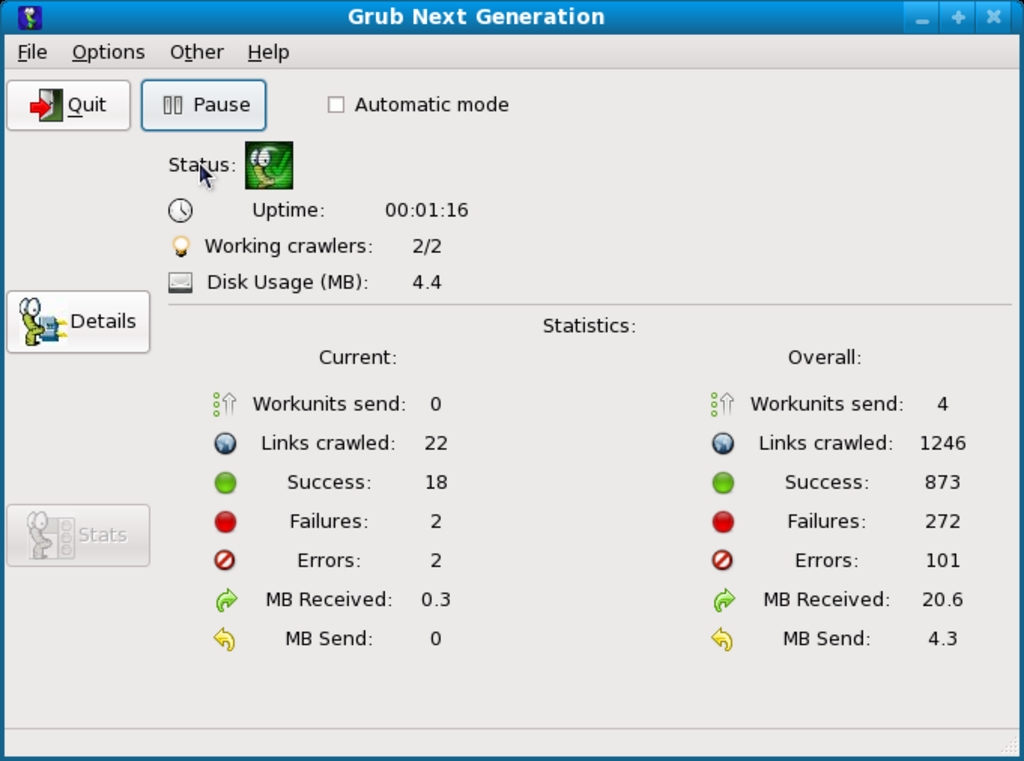 Grub Next Generation
File Options Other Help
Quit Pause Automatic mode
Status:
Uptime: 00:01:16
Working crawlers: 2/2
Disk Usage (MB): 4.4
Details
Statistics:
Current: Overall:
Workunits send: 0 Workunits send: 4
Links crawled: 22 Links crawled: 1246
Success: 18 Success: 873
Failures: 2 Failures: 272
Stats
Errors: 2 Errors: 101
MB Received: 0.3 MB Received: 20.6
MB Send: 0 MB Send: 4.3